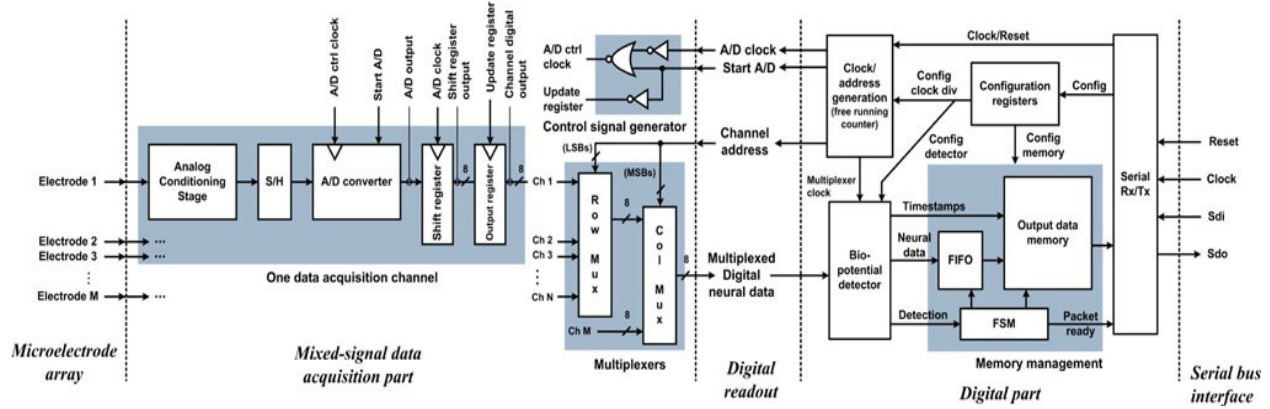 A/D ctrl clock
Start A/D
A/D output
A/D clock
Shift register
output
Update register
Channel digital
output
Electrode 1
Electrode 2
Electrode 3
Electrode M
Analog
Conditioning
Stage
S/H
A/D converter
Shift register
8
Output register
8
One data acquisition channel
A/D ctrl
clock
Update
register
Control signal generator
A/D clock
Start A/D
Channel
address
(LSBs)
(MSBs)
Ch 1
Ch 2
Ch 3
Ch N
Ch M
Row Mux
8
8
Col Mux
8
Multiplexers
Multiplexed
Digital
neural data
Clock/
address
generation
(free running
counter)
Clock/Reset
Config
clock div
Configuration
registers
Config
Config
detector
Config
memory
Multiplexer
clock
Bio-
potential
detector
Timestamps
Neural
data
Detection
FIFO
Output data
memory
FSM
Packet
ready
Memory management
Serial
Rx/Tx
Reset
Clock
Sdi
Sdo
Microelectrode
array
Mixed-signal data
acquisition part
Digital
readout
Digital part
Serial bus
interface